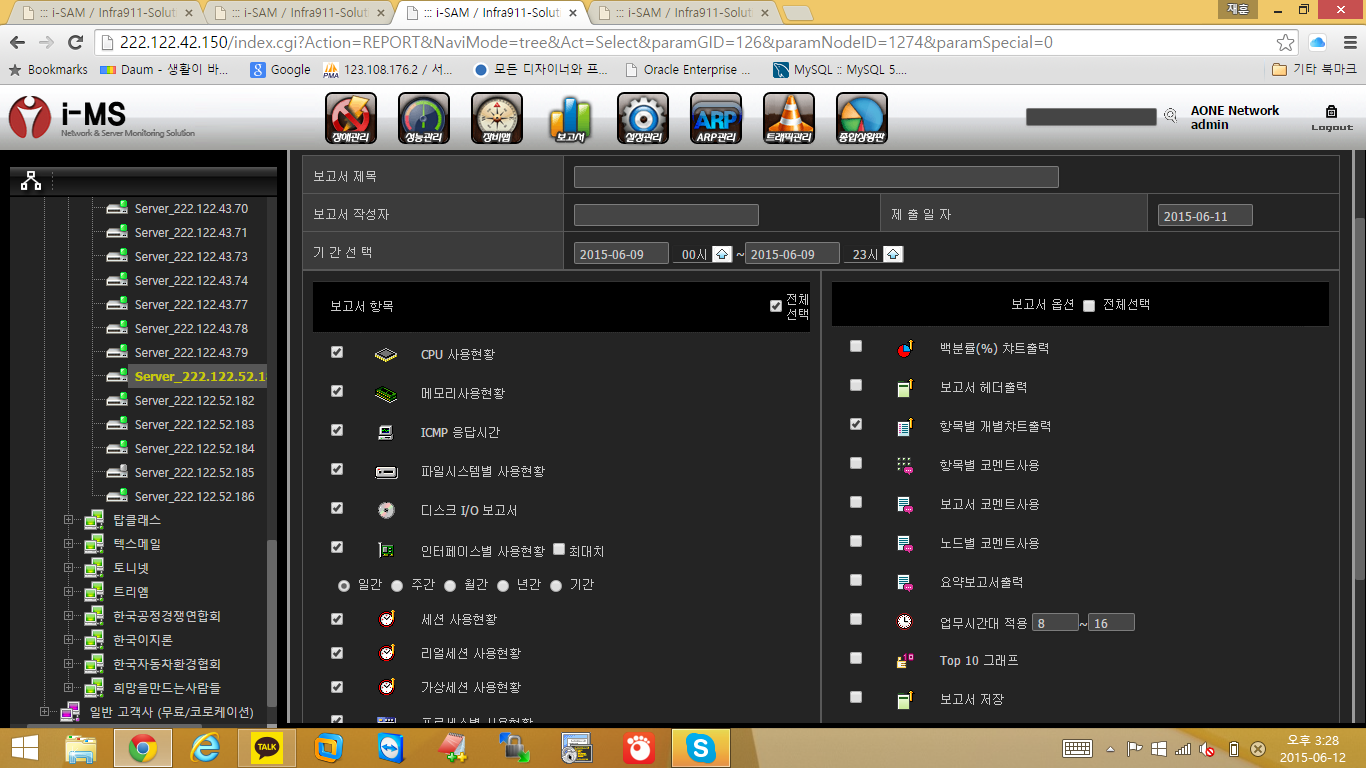 ::: i-SAM / Infra911-Soluti
::: i-SAM / Infra911-Soluti
::: i-SAM / Infra911-Soluti
::: i-SAM / Infra911-Soluti
재훈
222.122.42.150/index.cgi?Action=REPORT&NaviMode=tree&Act=Select&paramGID=126&paramNodeID=1274&paramSpecial=0
Bookmarks
Daum - 생활이 바...
Google
PMA
123.108.176.2 / 서...
모든 디자이너와 프...
Oracle Enterprise ...
MySQL :: MySQL 5....
기타 북마크
i-MS
Network & Server Monitoring Solution
장애관리
성능관리
장비맵
보고서
설정관리
ARP
ARP관리
트래픽관리
종합상황판
AONE Network
admin
Logout
Server_222.122.43.70
Server_222.122.43.71
Server_222.122.43.73
Server_222.122.43.74
Server_222.122.43.77
Server_222.122.43.78
Server_222.122.43.79
Server_222.122.52.1
Server_222.122.52.182
Server_222.122.52.183
Server_222.122.52.184
Server_222.122.52.185
Server_222.122.52.186
탑클래스
텍스메일
토니넷
트리엠
한국공정경쟁연합회
한국이지론
한국자동차환경협회
희망을만드는사람들
일반 고객사 (무료/코로케이션)
보고서 제목
보고서 작성자
제 출 일 자
2015-06-11
기 간 선 택
2015-06-09
00시
~
2015-06-09
23시
보고서 항목
전체
선택
CPU 사용현황
메모리사용현황
ICMP 응답시간
파일시스템별 사용현황
디스크 I/O 보고서
인터페이스별 사용현황
최대치
일간
주간
월간
년간
기간
세션 사용현황
리얼세션 사용현황
가상세션 사용현황
프로세스별 사용현황
보고서 옵션
전체선택
백분률(%) 챠트출력
보고서 헤더출력
항목별 개별챠트출력
항목별 코멘트사용
보고서 코멘트사용
노드별 코멘트사용
요약보고서출력
업무시간대 적용 8 ~ 16
Top 10 그래프
보고서 저장
TALK
오후 3:28
2015-06-12